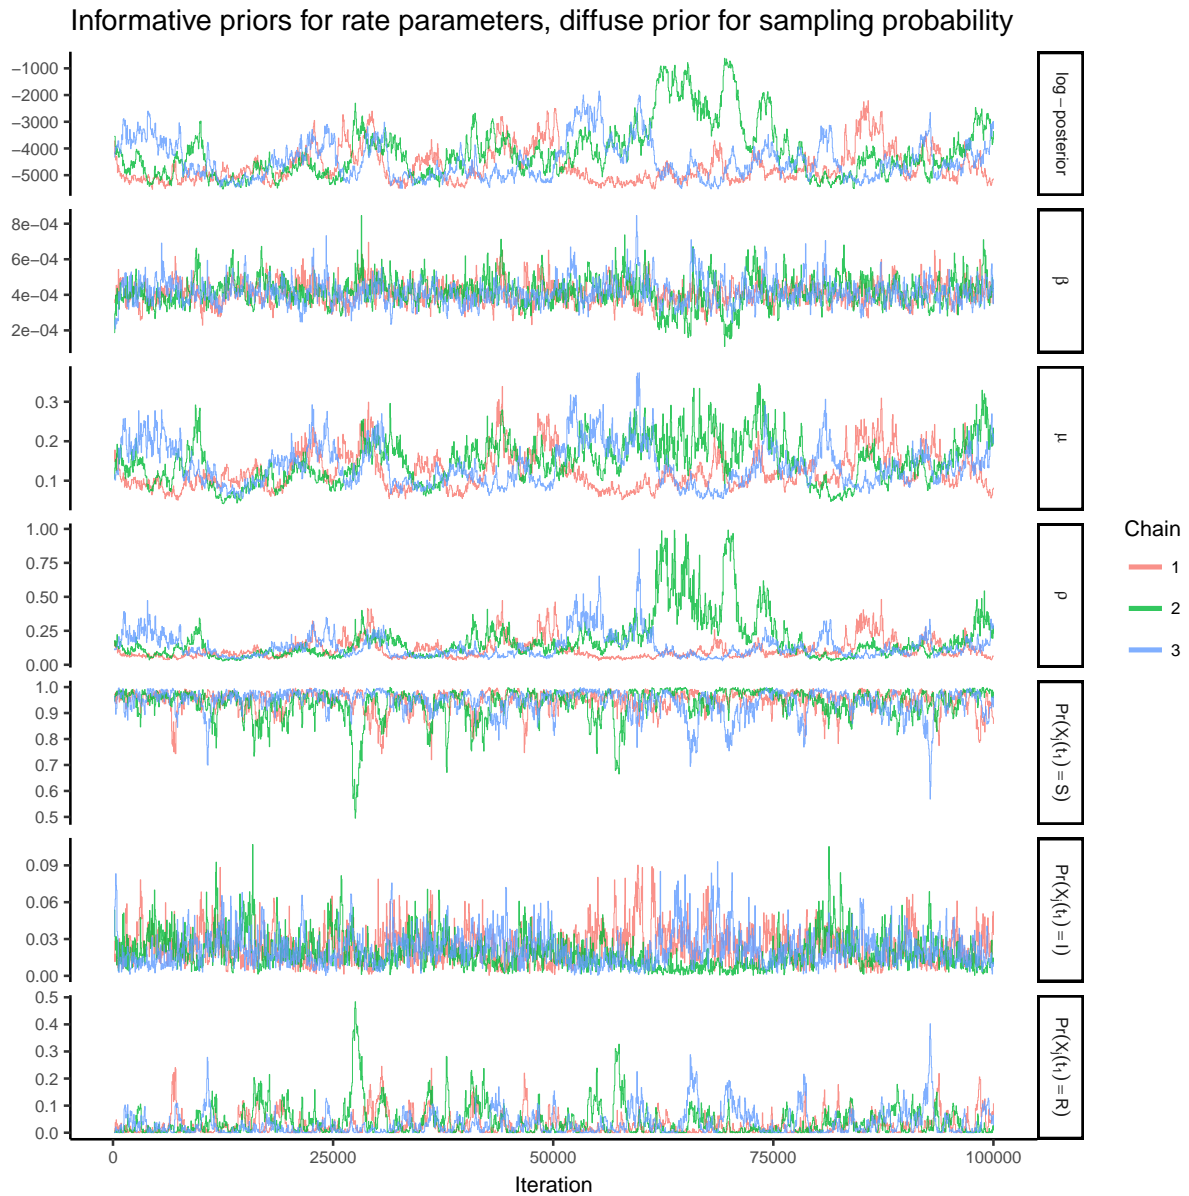 Informative priors for rate parameters, diffuse prior for sampling probability
−1000
−2000
−3000
−4000
−5000
log−posterior
8e−04
6e−04
4e−04
2e−04
β
0.3
0.2
0.1
μ
1.00
0.75
0.50
0.25
0.00
ρ
1.0
0.9
0.8
0.7
0.6
0.5
Pr(Xj(t1) = S)
0.09
0.06
0.03
0.00
Pr(Xj(t1) = I)
0.5
0.4
0.3
0.2
0.1
0.0
Pr(Xj(t1) = R)
0
25000
50000
75000
100000
Iteration
Chain
1
2
3